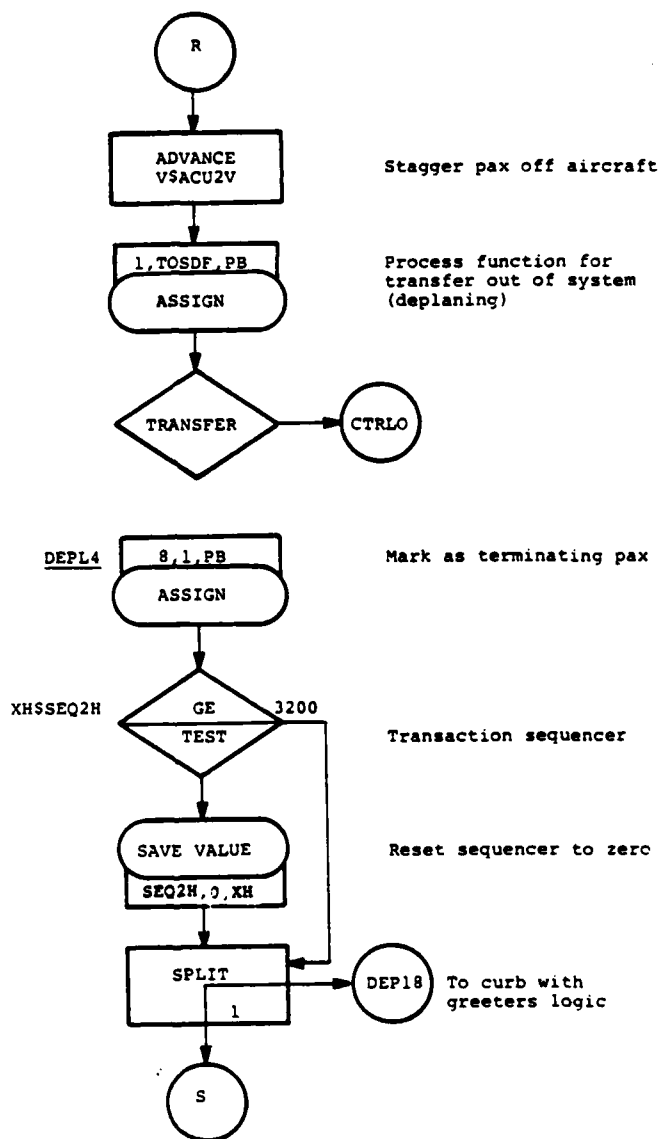 R
ADVANCE
V$ACU2V
Stagger pax off aircraft
1,TOSDF,PB
ASSIGN
Process function for
transfer out of system
(deplaning)
TRANSFER
CTRLO
DEPL4
8,1,PB
Mark as terminating pax
ASSIGN
XH$SEQ2H
GE
3200
TEST
Transaction sequencer
SAVE VALUE
Reset sequencer to zero
SEQ2H,0,XH
SPLIT
1
DEP18
To curb with
greeters logic
S